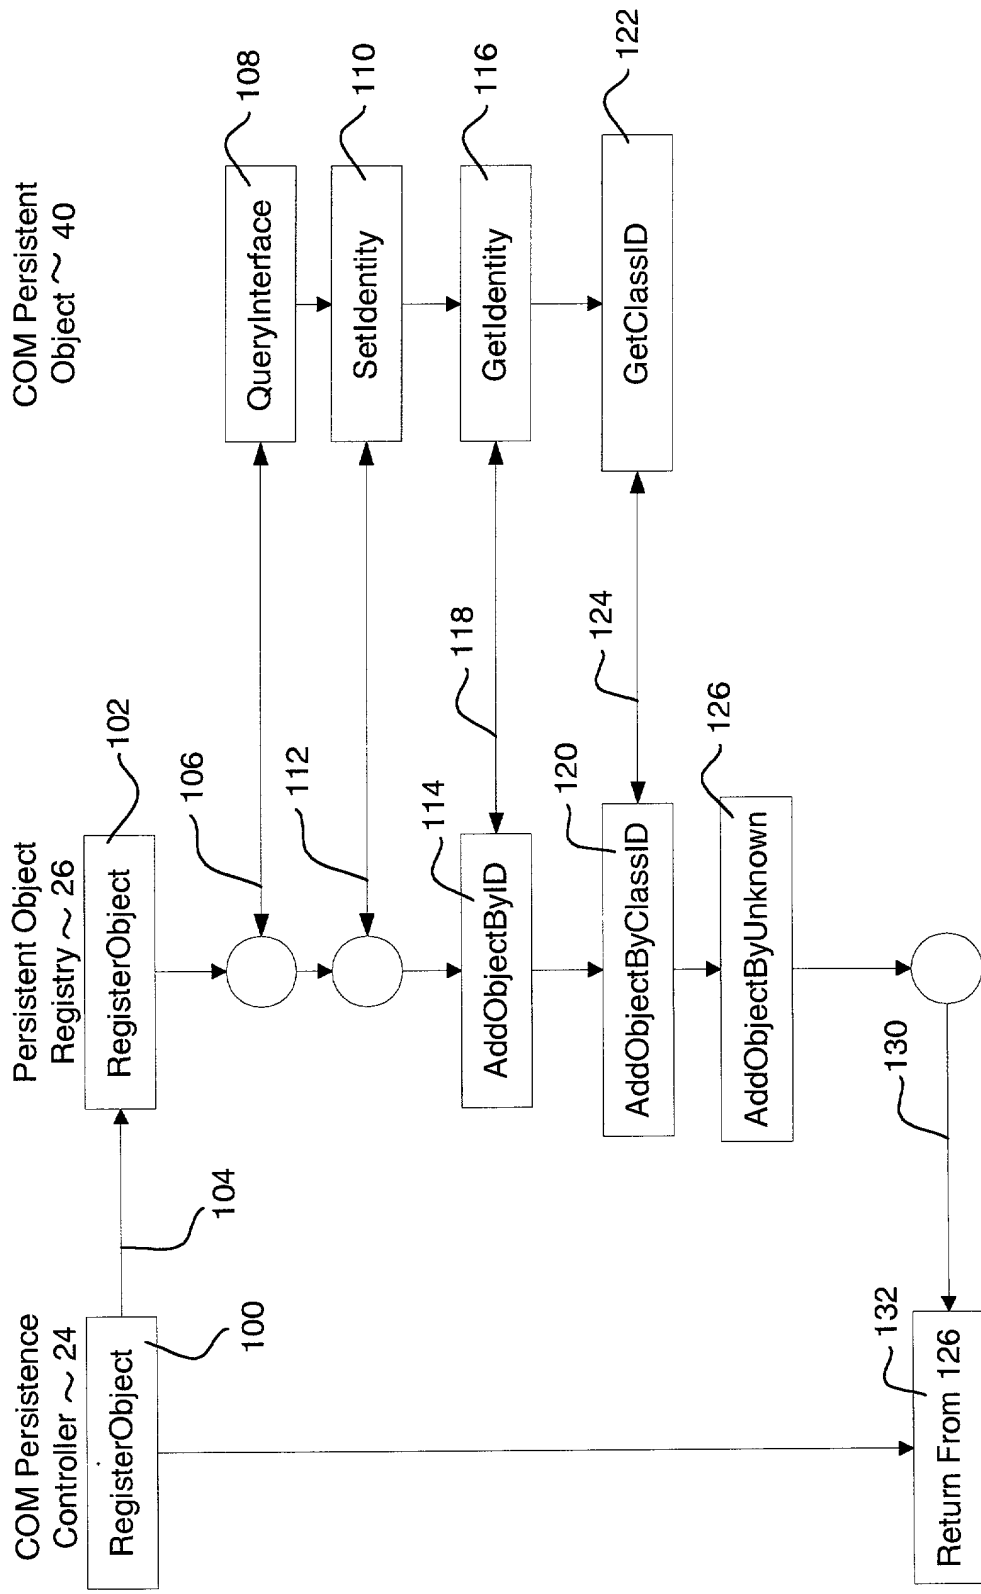 COM Persistence
Controller ~ 24
Persistent Object
Registry ~ 26
COM Persistent
Object ~ 40
RegisterObject
100
104
RegisterObject
102
106
QueryInterface
108
112
SetIdentity
110
AddObjectByID
114
118
GetIdentity
116
AddObjectByClassID
120
124
GetClassID
122
AddObjectByUnknown
126
130
Return From 126
132